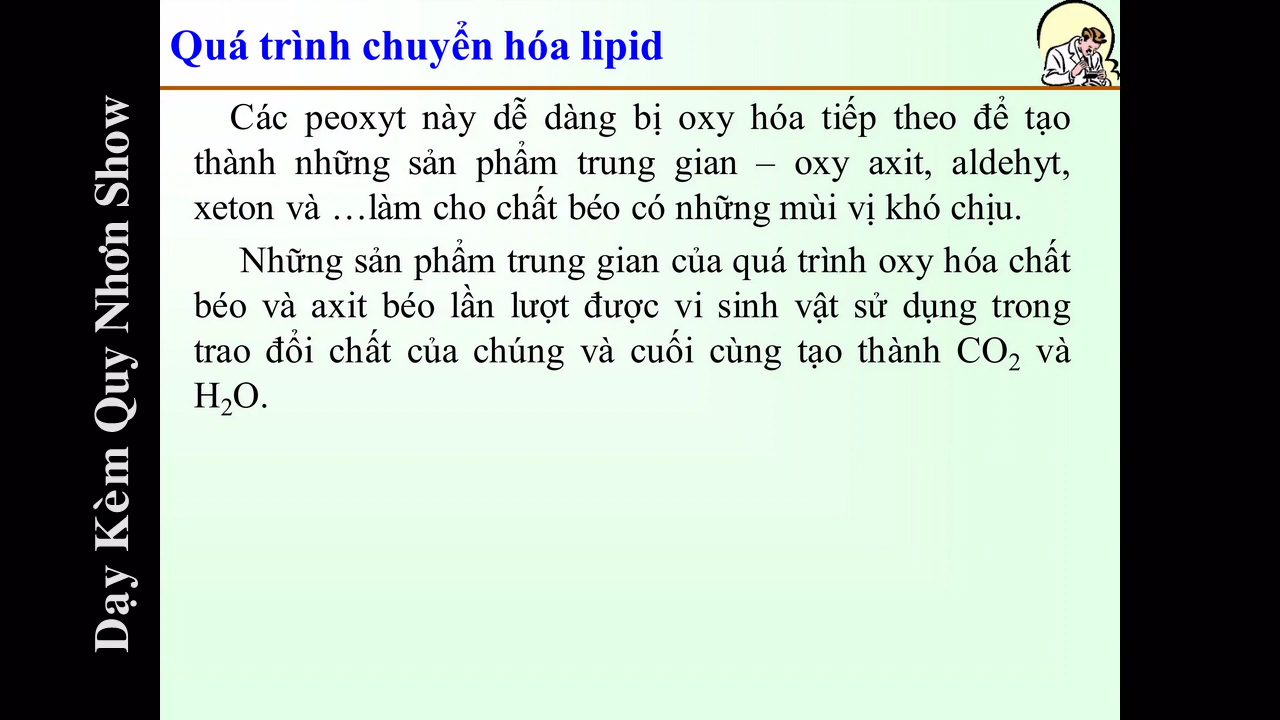 Quá trình chuyển hóa lipid
Các peoxyt này dễ dàng bị oxy hóa tiếp theo để tạo
thành những sản phẩm trung gian – oxy axit, aldehyt,
xeton và …làm cho chất béo có những mùi vị khó chịu.
Những sản phẩm trung gian của quá trình oxy hóa chất
béo và axit béo lần lượt được vi sinh vật sử dụng trong
trao đổi chất của chúng và cuối cùng tạo thành CO₂ và
H₂O.
Dạy Kèm Quy Nhơn Show